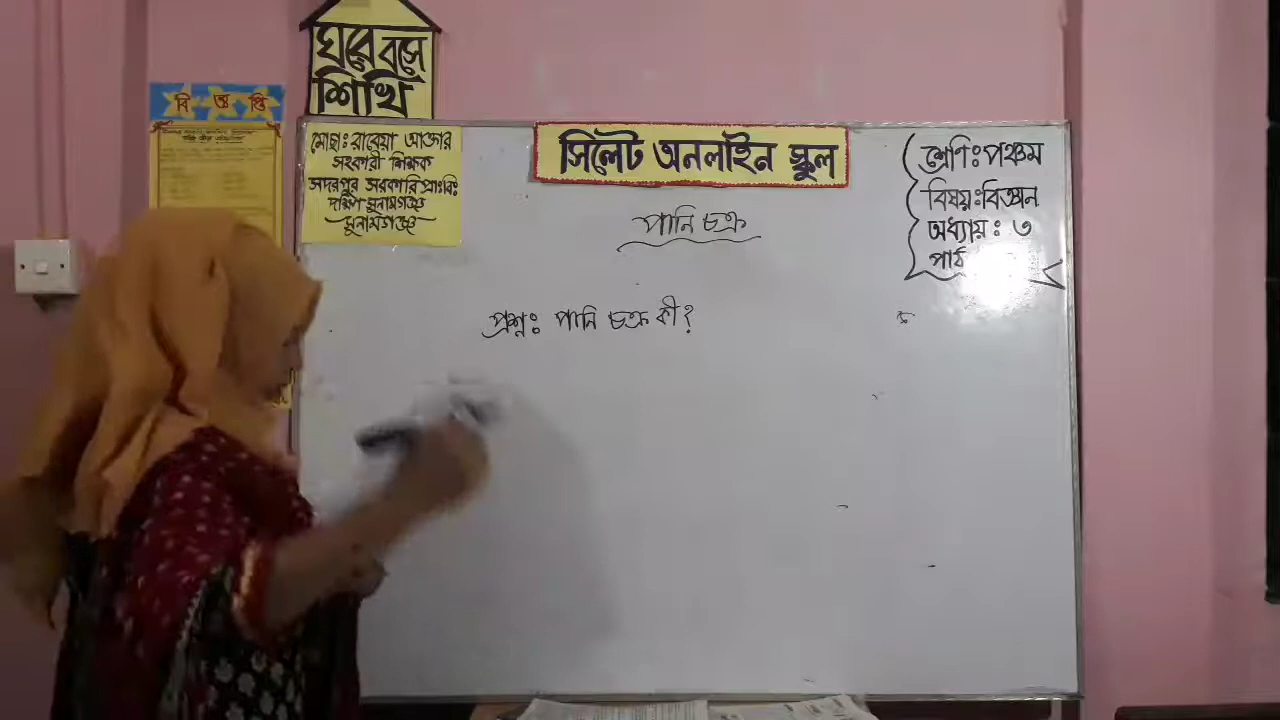 ঘরে বসে
শিখি
বি জ্ঞ প্তি
মোছাঃ রাবেয়া আক্তার
সহকারী শিক্ষক
সদরপুর সরকারি প্রাঃবিঃ
দক্ষিণ সুনামগঞ্জ
সুনামগঞ্জ
সিলেট অনলাইন স্কুল
শ্রেণিঃ পঞ্চম
বিষয়ঃ বিজ্ঞান
অধ্যায়ঃ ৩
পাঠ
পানি চক্র
প্রশ্নঃ পানি চক্র কী?